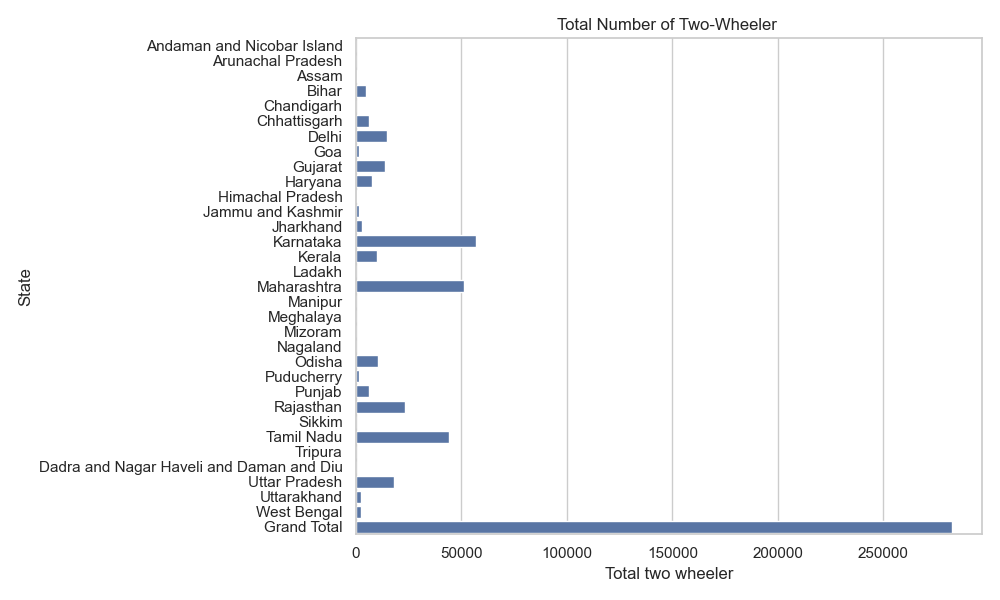 Total Number of Two-Wheeler
Andaman and Nicobar Island
Arunachal Pradesh
Assam
Bihar
Chandigarh
Chhattisgarh
Delhi
Goa
Gujarat
Haryana
Himachal Pradesh
Jammu and Kashmir
Jharkhand
Karnataka
Kerala
Ladakh
Maharashtra
Manipur
Meghalaya
Mizoram
Nagaland
Odisha
Puducherry
Punjab
Rajasthan
Sikkim
Tamil Nadu
Tripura
Dadra and Nagar Haveli and Daman and Diu
Uttar Pradesh
Uttarakhand
West Bengal
Grand Total
State
0 50000 100000 150000 200000 250000
Total two wheeler